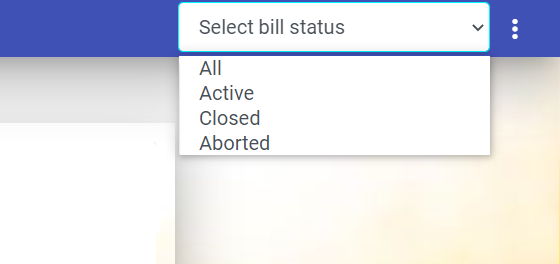 Select bill status
All
Active
Closed
Aborted